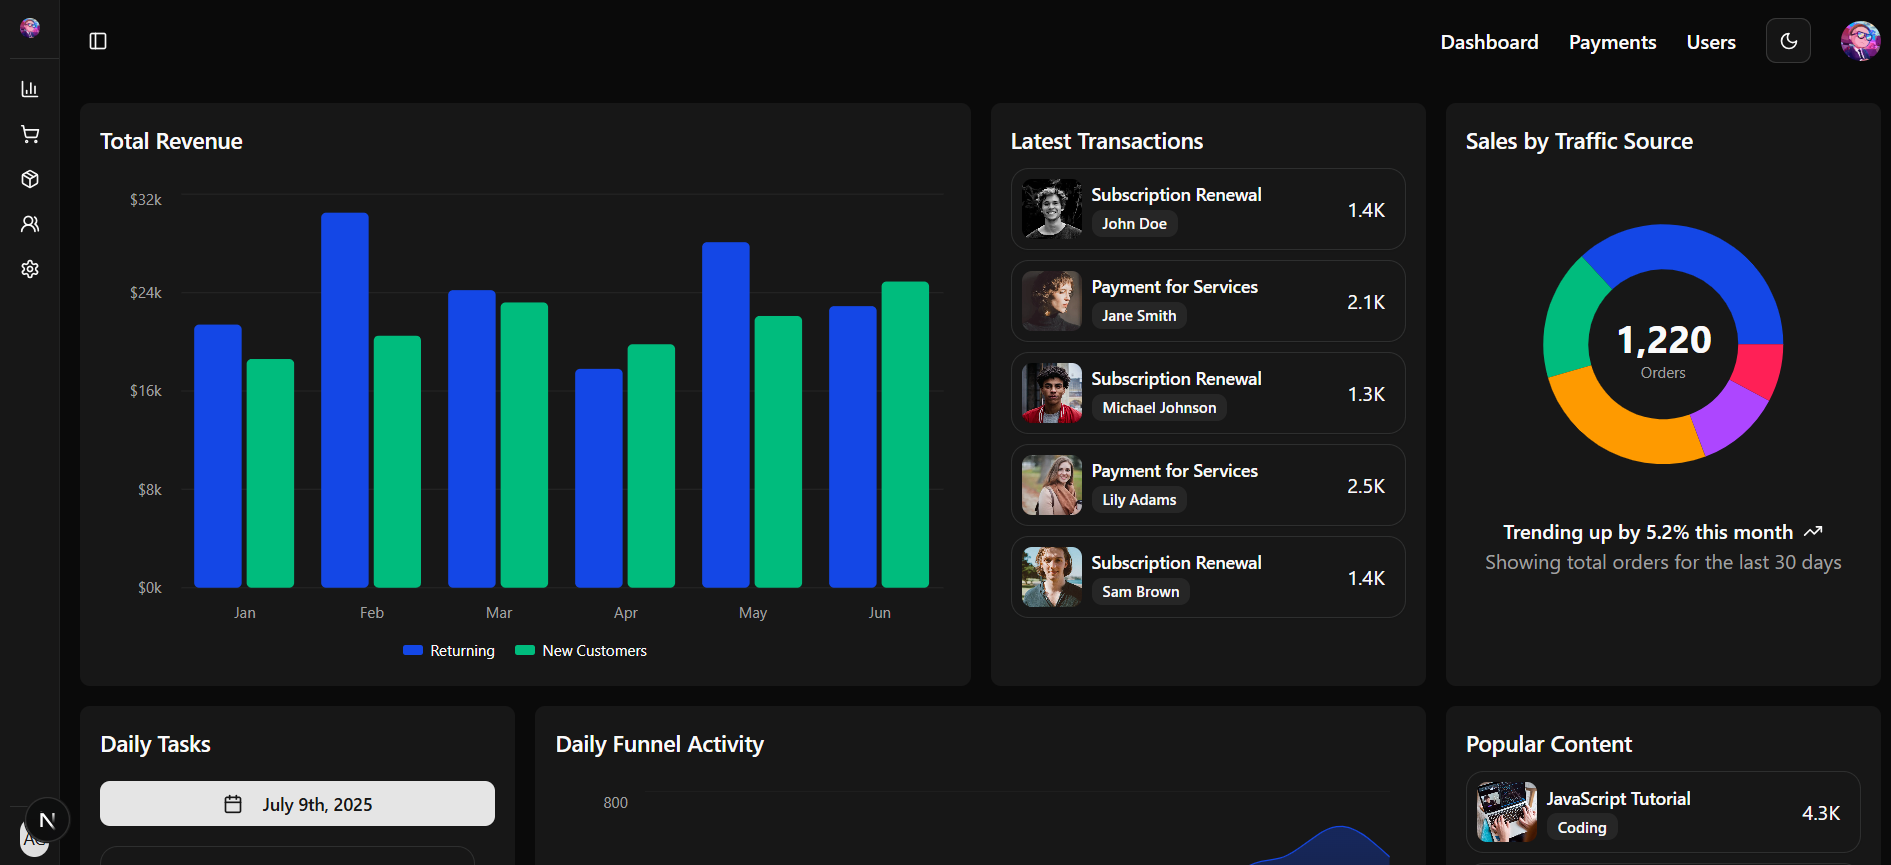 Dashboard
Payments
Users
Total Revenue
$32k
$24k
$16k
$8k
$0k
Jan
Feb
Mar
Apr
May
Jun
Returning
New Customers
Latest Transactions
Subscription Renewal
John Doe
1.4K
Payment for Services
Jane Smith
2.1K
Subscription Renewal
Michael Johnson
1.3K
Payment for Services
Lily Adams
2.5K
Subscription Renewal
Sam Brown
1.4K
Sales by Traffic Source
1,220
Orders
Trending up by 5.2% this month
Showing total orders for the last 30 days
Daily Tasks
July 9th, 2025
Daily Funnel Activity
800
Popular Content
JavaScript Tutorial
Coding
4.3K
N